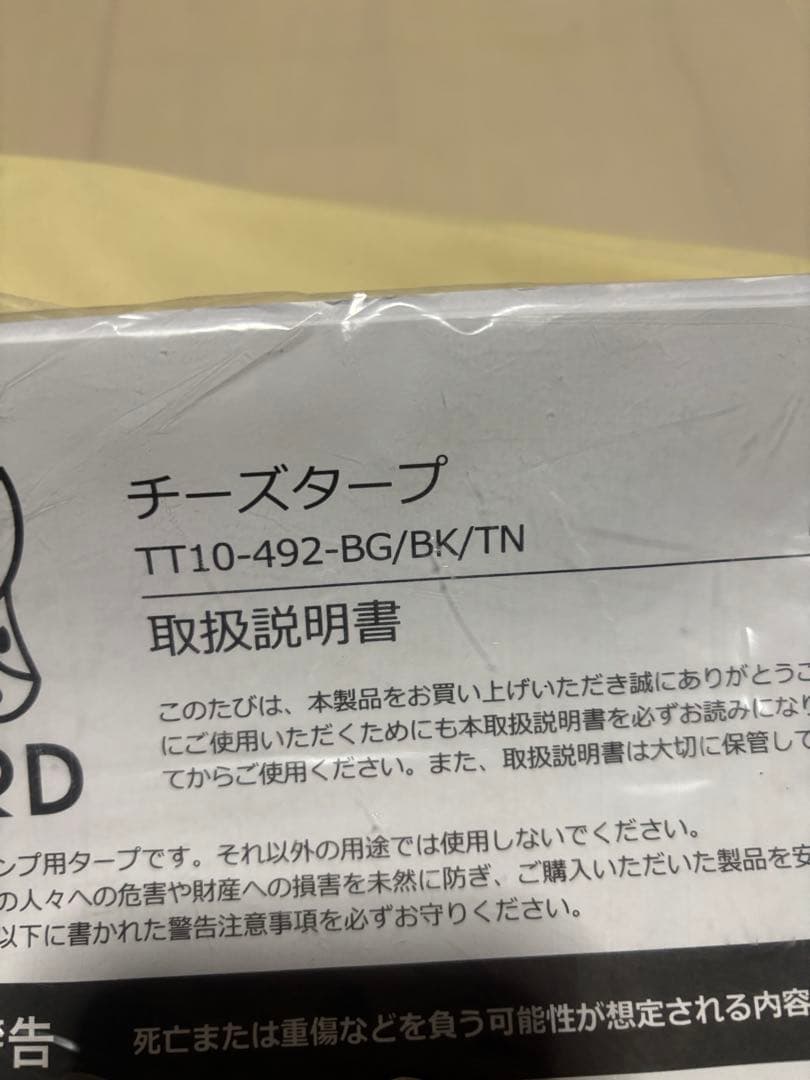 チーズタープ
TT10-492-BG/BK/TN
取扱説明書
このたびは、本製品をお買い上げいただき誠にありがとうご
にご使用いただくためにも本取扱説明書を必ずお読みになり
てからご使用ください。また、取扱説明書は大切に保管して
RD
ンプ用タープです。それ以外の用途では使用しないでください。
の人々への危害や財産への損害を未然に防ぎ、ご購入いただいた製品を安
以下に書かれた警告注意事項を必ずお守りください。
警告 死亡または重傷などを負う可能性が想定される内容